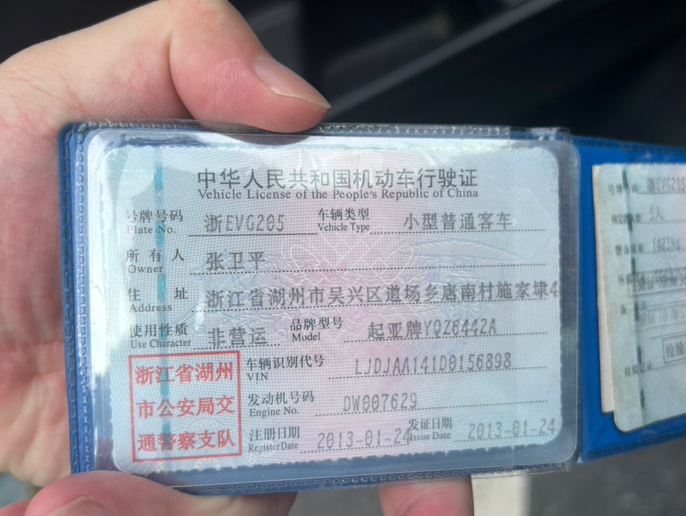 中华人民共和国机动车行驶证
Vehicle License of the People's Republic of China
号牌号码 浙EVG205 车辆类型 小型普通客车
Plate No. Vehicle Type
所有人 张卫平
Owner
住址 浙江省湖州市吴兴区道场乡唐南村施家埭4
Address
使用性质 非营运 品牌型号 起亚牌YQZ6442A
Use Character Model
车辆识别代号 LJDJAA141D0156898
VIN
发动机号码 DW007629
Engine No.
注册日期 2013-01-24 发证日期 2013-01-24
Register Date Issue Date
浙江省湖州
市公安局交
通警察支队